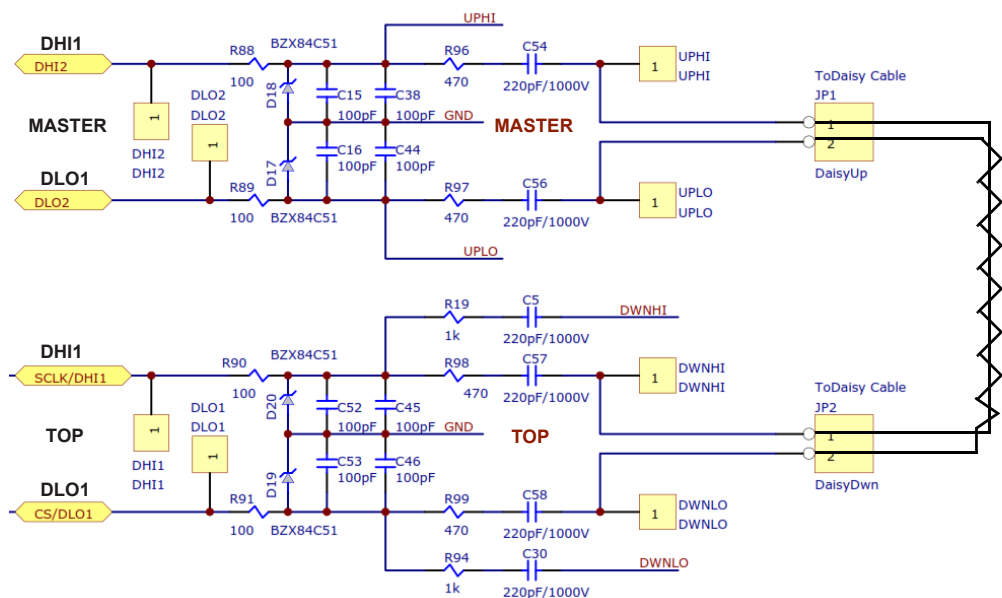 UPHI
DHI1
DHI2
R88
100
BZX84C51
D18
C15
100pF
C38
100pF
R96
470
C54
220pF/1000V
1
UPHI
UPHI
ToDaisy Cable
JP1
1
2
DaisyUp
MASTER
1
DHI2
DHI2
DLO2
DLO2
1
GND
MASTER
D17
C16
100pF
C44
100pF
DLO1
DLO2
R89
100
BZX84C51
R97
470
C56
220pF/1000V
1
UPLO
UPLO
UPLO
R19
1k
C5
220pF/1000V
DWNHI
DHI1
SCLK/DHI1
R90
100
BZX84C51
D20
C52
100pF
C45
100pF
R98
470
C57
220pF/1000V
1
DWNHI
DWNHI
ToDaisy Cable
JP2
1
2
DaisyDwn
TOP
1
DHI1
DHI1
DLO1
DLO1
1
GND
TOP
D19
C53
100pF
C46
100pF
DLO1
CS/DLO1
R91
100
BZX84C51
R99
470
C58
220pF/1000V
1
DWNLO
DWNLO
R94
1k
C30
220pF/1000V
DWNLO